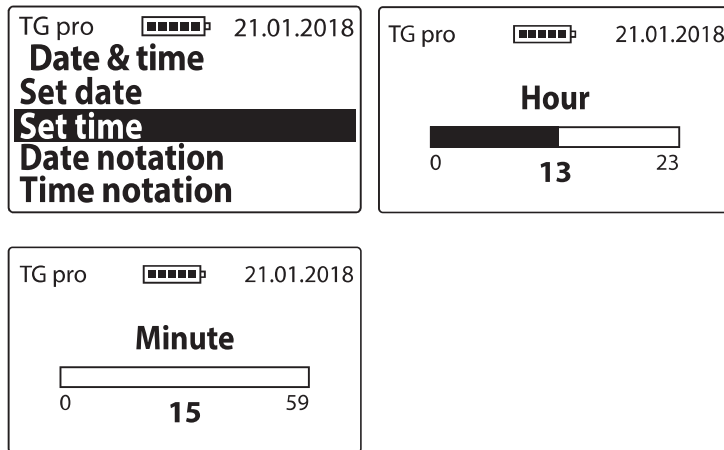 TG pro 21.01.2018
Date & time
Set date
Set time
Date notation
Time notation
TG pro 21.01.2018
Hour
0 13 23
TG pro 21.01.2018
Minute
0 15 59